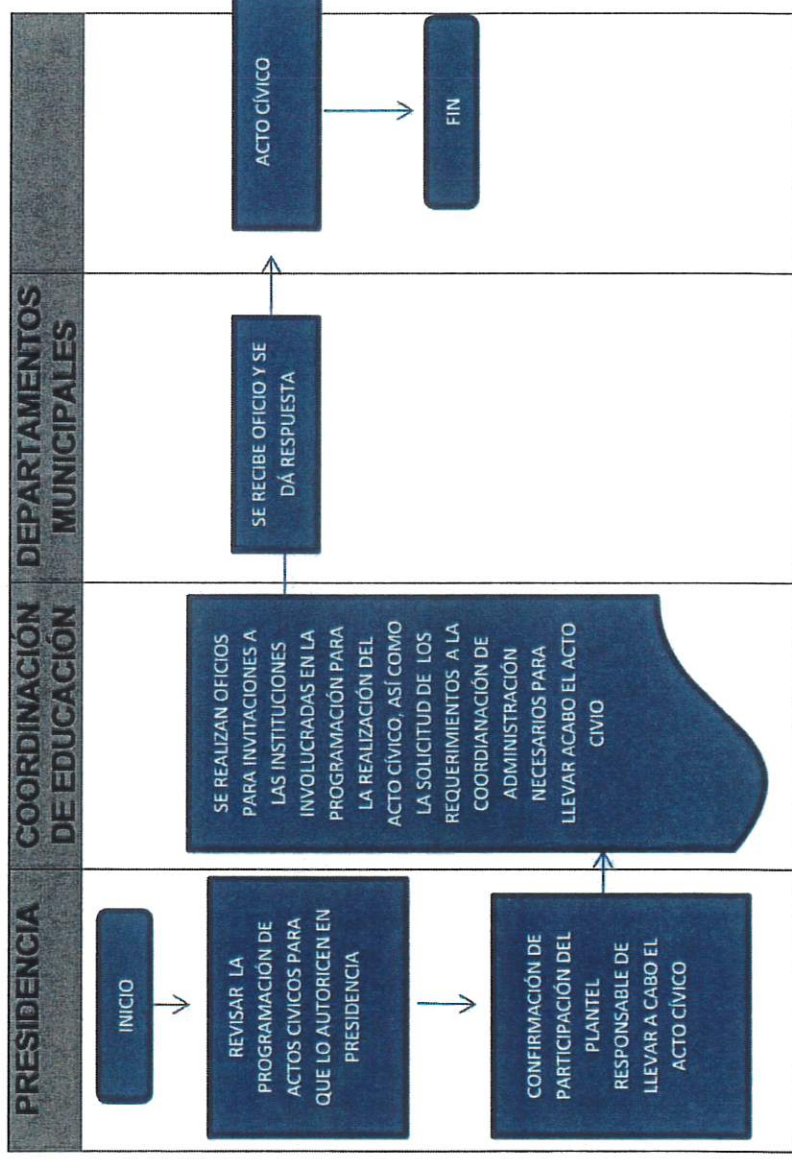 PRESIDENCIA
COORDINACIÓN
DE EDUCACIÓN
DEPARTAMENTOS
MUNICIPALES
INICIO
REVISAR LA
PROGRAMACIÓN DE
ACTOS CIVICOS PARA
QUE LO AUTORICEN EN
PRESIDENCIA
CONFIRMACIÓN DE
PARTICIPACIÓN DEL
PLANTEL
RESPONSABLE DE
LLEVAR A CABO EL
ACTO CÍVICO
SE REALIZAN OFICIOS
PARA INVITACIONES A
LAS INSTITUCIONES
INVOLUCRADAS EN LA
PROGRAMACIÓN PARA
LA REALIZACIÓN DEL
ACTO CÍVICO, ASÍ COMO
LA SOLICITUD DE LOS
REQUERIMIENTOS A LA
COORDIANACIÓN DE
ADMINISTRACIÓN
NECESARIOS PARA
LLEVAR ACABO EL ACTO
CIVIO
SE RECIBE OFICIO Y SE
DÁ RESPUESTA
ACTO CÍVICO
FIN